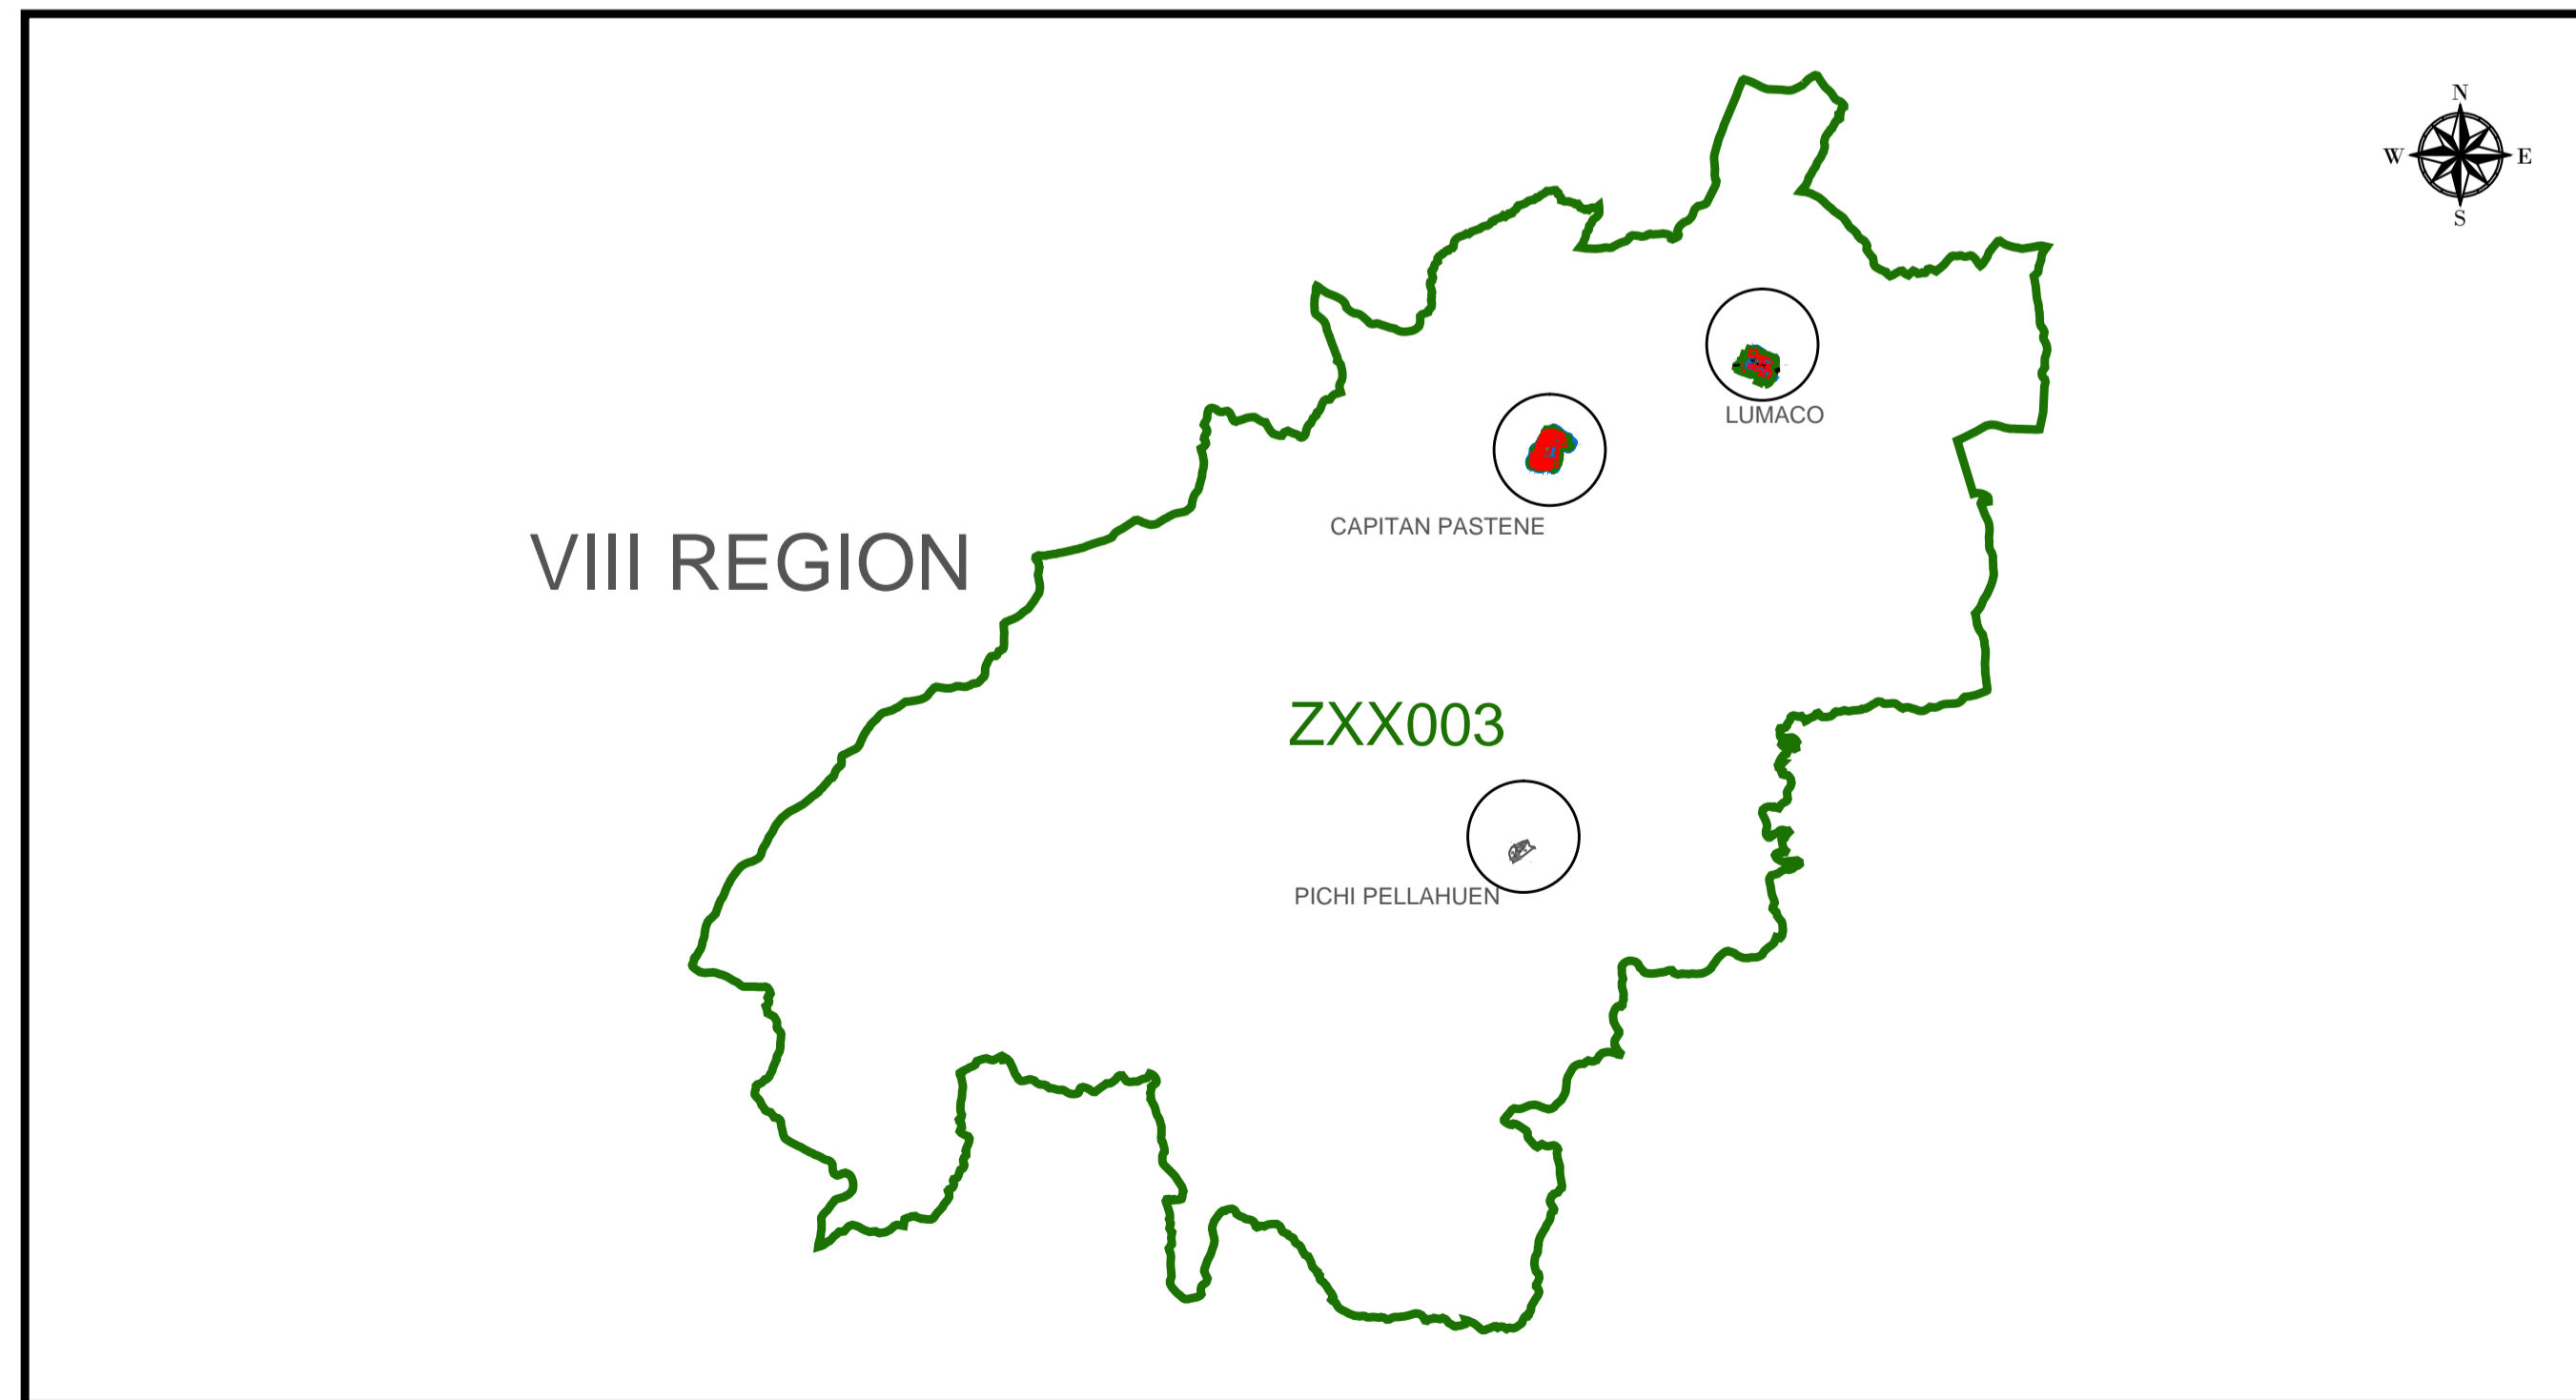 N
W E
S
LUMACO
CAPITAN PASTENE
VIII REGION
ZXX003
PICHI PELLAHUEN